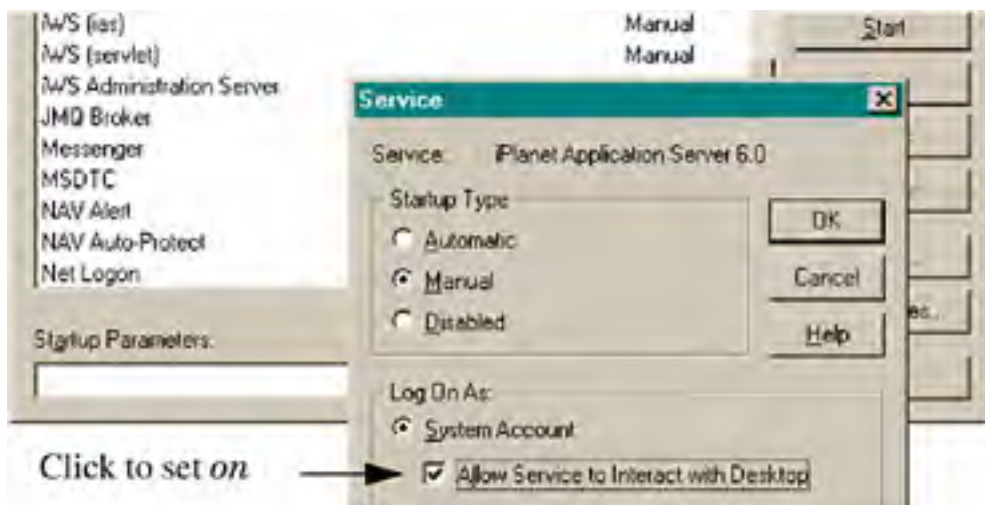 iWS (ias) Manual
iWS (servlet) Manual
iWS Administration Server
JMQ Broker
Messenger
MSDTC
NAV Alert
NAV Auto-Protect
Net Logon
Startup Parameters:
Start
es...
Service
Service: iPlanet Application Server 6.0
Startup Type
Automatic
Manual
Disabled
OK
Cancel
Help
Log On As:
System Account
Allow Service to Interact with Desktop
Click to set on